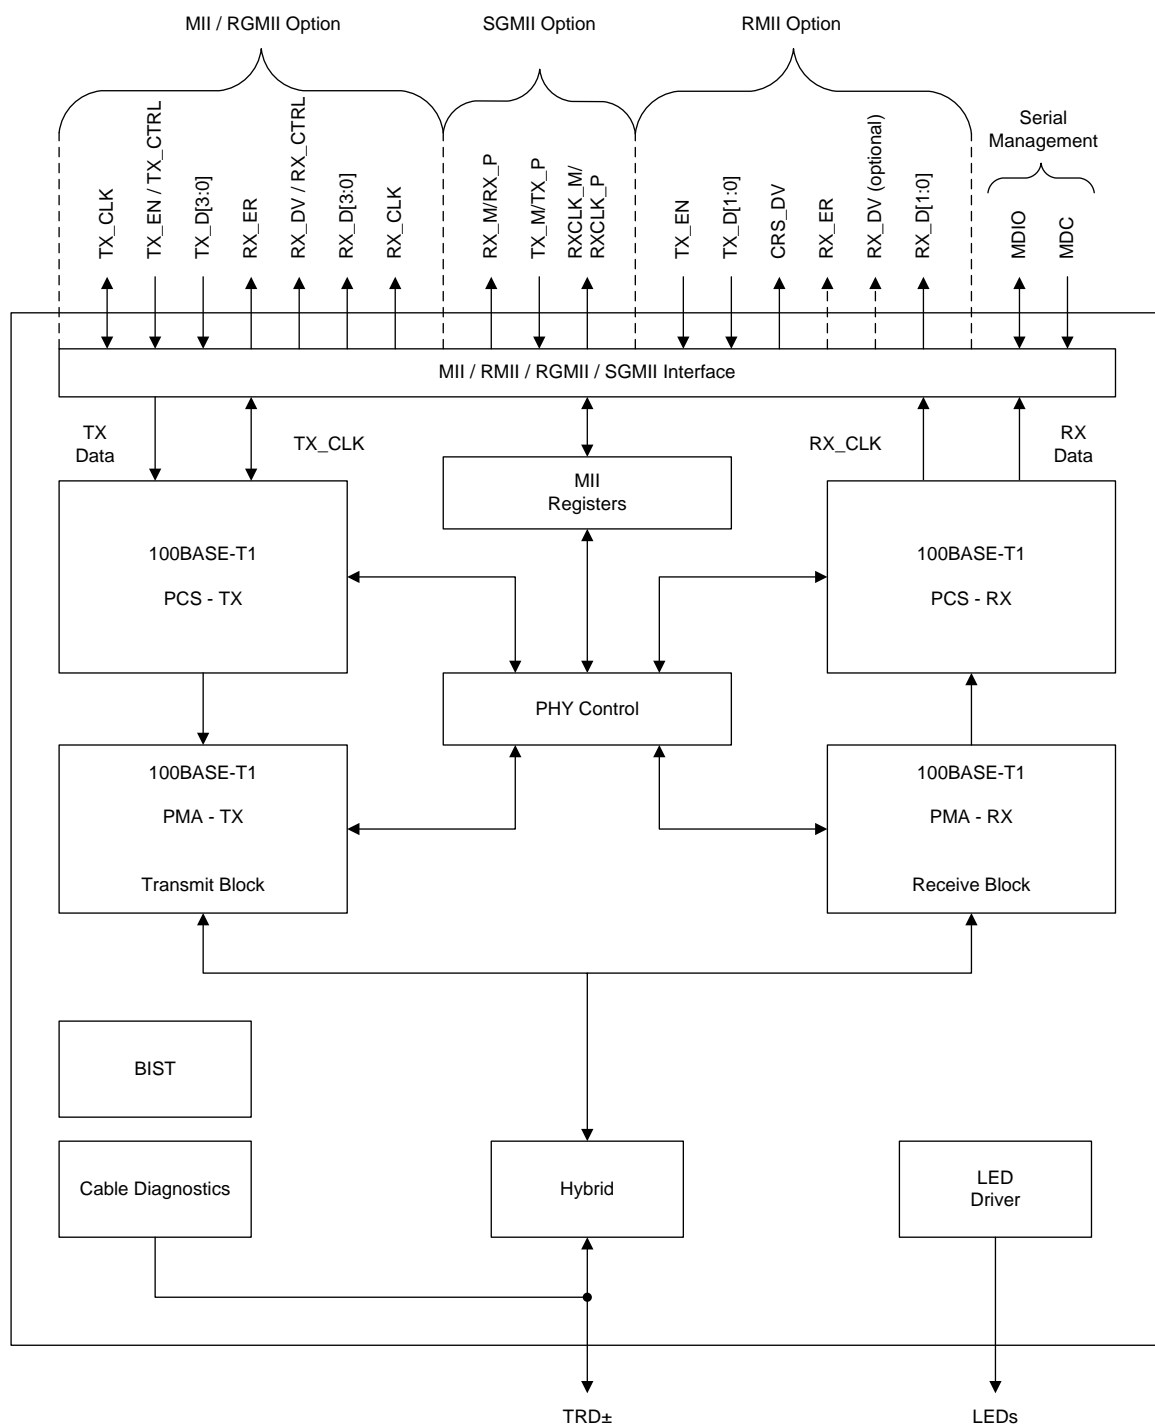 MII / RGMII Option
SGMII Option
RMII Option
Serial
Management
TX_CLK
TX_EN / TX_CTRL
TX_D[3:0]
RX_ER
RX_DV / RX_CTRL
RX_D[3:0]
RX_CLK
RX_M/RX_P
TX_M/TX_P
RXCLK_M/
RXCLK_P
TX_EN
TX_D[1:0]
CRS_DV
RX_ER
RX_DV (optional)
RX_D[1:0]
MDIO
MDC
MII / RMII / RGMII / SGMII Interface
TX
Data
TX_CLK
RX_CLK
RX
Data
MII
Registers
100BASE-T1
PCS - TX
100BASE-T1
PCS - RX
PHY Control
100BASE-T1
PMA - TX
Transmit Block
100BASE-T1
PMA - RX
Receive Block
BIST
Cable Diagnostics
Hybrid
LED
Driver
TRD±
LEDs